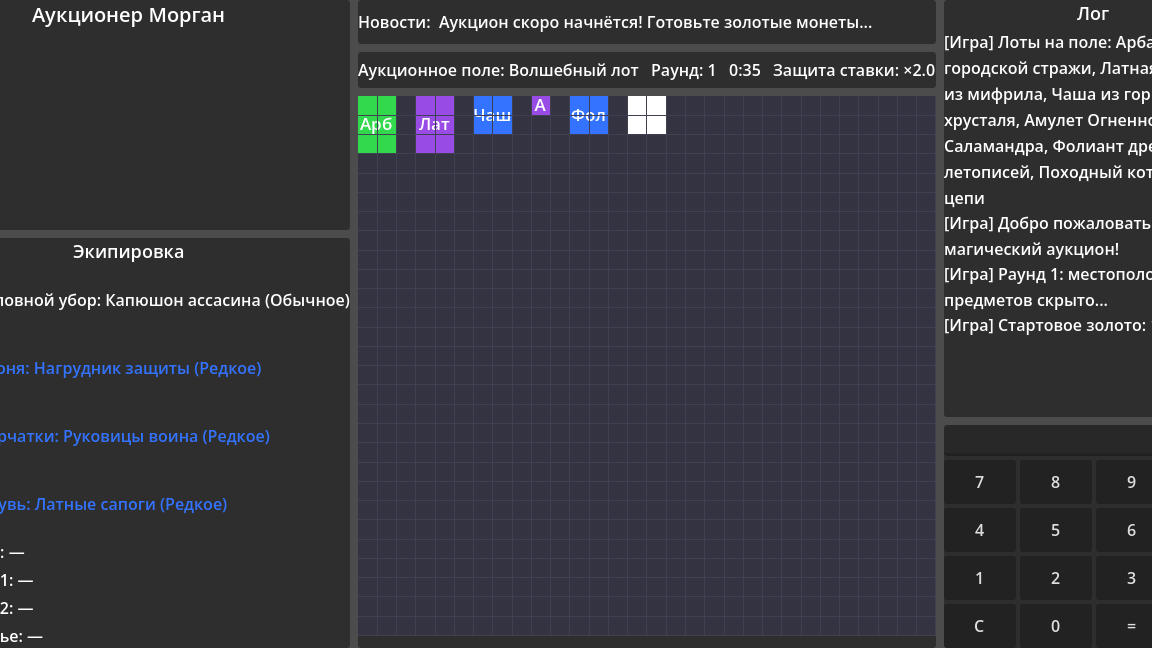 Аукционер Морган
Экипировка
ловной убор: Капюшон ассасина (Обычное)
оня: Нагрудник защиты (Редкое)
рчатки: Руковицы воина (Редкое)
увь: Латные сапоги (Редкое)
: —
1: —
2: —
ье: —
Новости: Аукцион скоро начнётся! Готовьте золотые монеты...
Аукционное поле: Волшебный лот Раунд: 1 0:35 Защита ставки: ×2.0
Арб Лат Чаш А Фол
Лог
[Игра] Лоты на поле: Арба
городской стражи, Латная
из мифрила, Чаша из гор
хрусталя, Амулет Огненно
Саламандра, Фолиант дре
летописей, Походный кот
цепи
[Игра] Добро пожаловать
магический аукцион!
[Игра] Раунд 1: местополо
предметов скрыто...
[Игра] Стартовое золото:
7 8 9
4 5 6
1 2 3
C 0 =